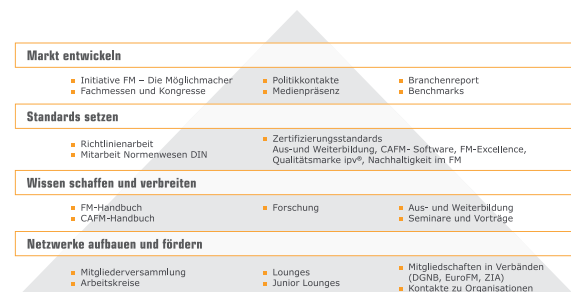 Markt entwickeln
Initiative FM – Die Möglichmacher
Fachmessen und Kongresse
Politikkontakte
Medienpräsenz
Branchenreport
Benchmarks
Standards setzen
Richtlinienarbeit
Mitarbeit Normenwesen DIN
Zertifizierungsstandards
Aus-und Weiterbildung, CAFM- Software, FM-Excellence,
Qualitätsmarke ipv®, Nachhaltigkeit im FM
Wissen schaffen und verbreiten
FM-Handbuch
CAFM-Handbuch
Forschung
Aus- und Weiterbildung
Seminare und Vorträge
Netzwerke aufbauen und fördern
Mitgliederversammlung
Arbeitskreise
Lounges
Junior Lounges
Mitgliedschaften in Verbänden
(DGNB, EuroFM, ZIA)
Kontakte zu Organisationen